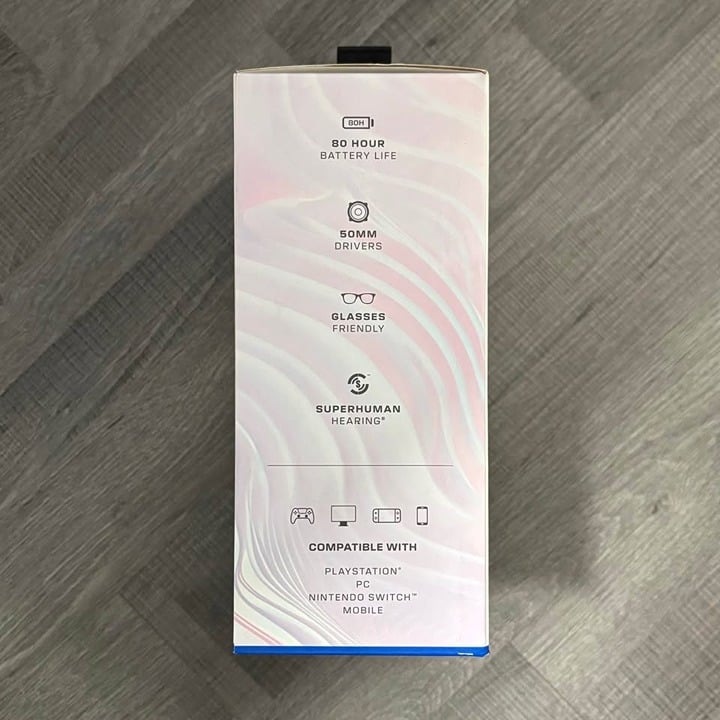 80H
80 HOUR
BATTERY LIFE
50MM
DRIVERS
GLASSES
FRIENDLY
SUPERHUMAN
HEARING®
COMPATIBLE WITH
PLAYSTATION®
PC
NINTENDO SWITCH™
MOBILE